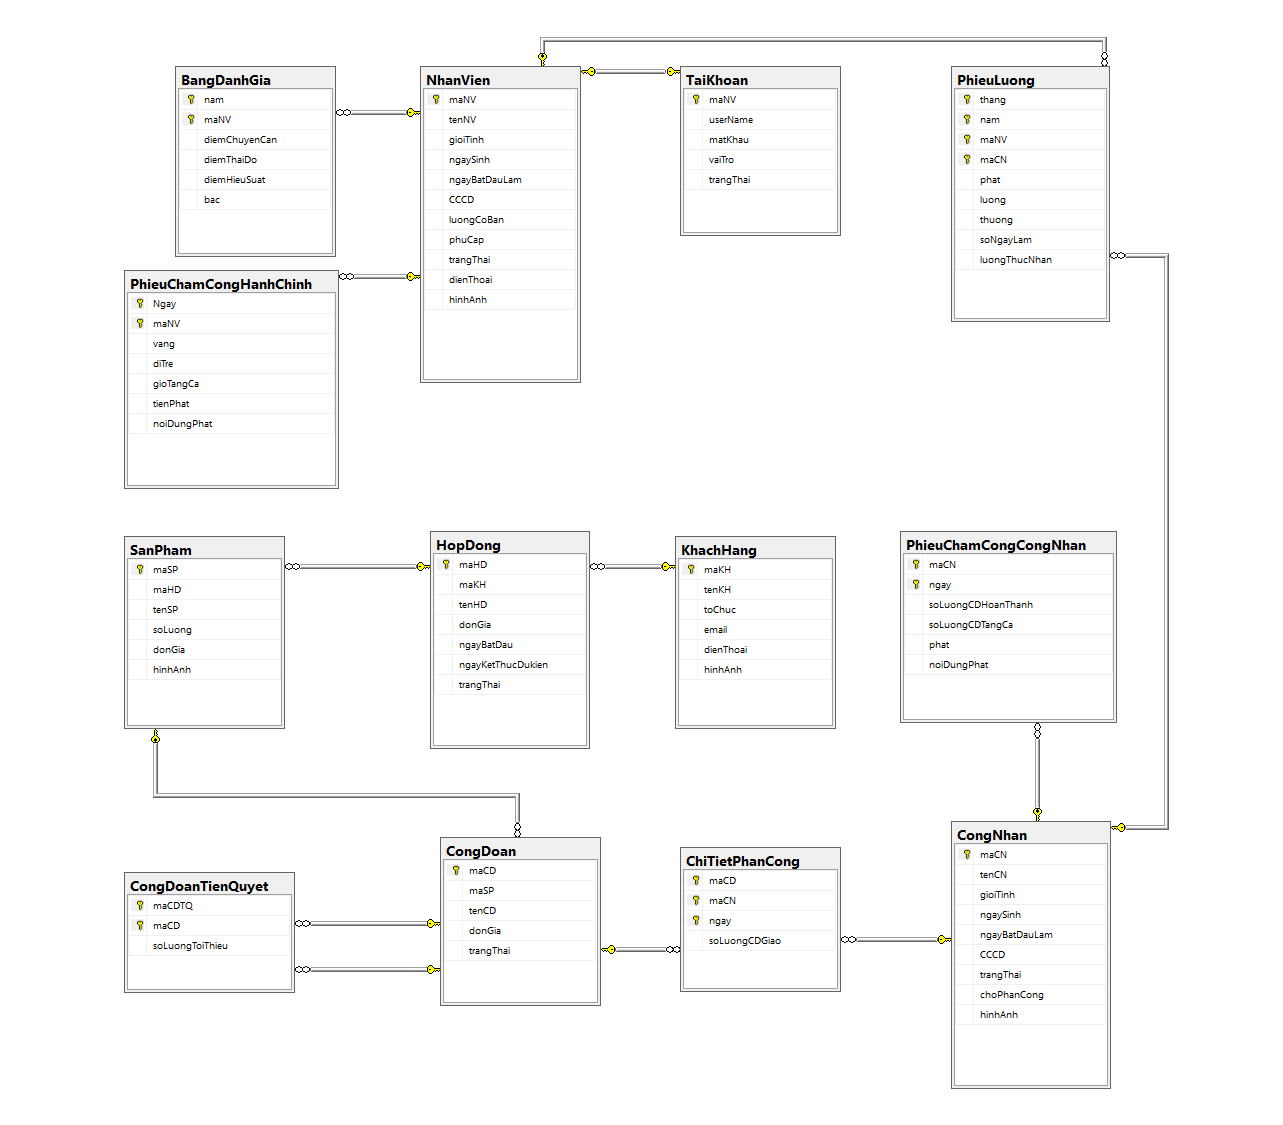 BangDanhGia
nam
maNV
diemChuyenCan
diemThaiDo
diemHieuSuat
bac
NhanVien
maNV
tenNV
gioiTinh
ngaySinh
ngayBatDauLam
CCCD
luongCoBan
phuCap
trangThai
dienThoai
hinhAnh
TaiKhoan
maNV
userName
matKhau
vaiTro
trangThai
PhieuLuong
thang
nam
maNV
maCN
phat
luong
thuong
soNgayLam
luongThucNhan
PhieuChamCongHanhChinh
Ngay
maNV
vang
diTre
gioTangCa
tienPhat
noiDungPhat
SanPham
maSP
maHD
tenSP
soLuong
donGia
hinhAnh
HopDong
maHD
maKH
tenHD
donGia
ngayBatDau
ngayKetThucDukien
trangThai
KhachHang
maKH
tenKH
toChuc
email
dienThoai
hinhAnh
PhieuChamCongCongNhan
maCN
ngay
soLuongCDHoanThanh
soLuongCDTangCa
phat
noiDungPhat
CongDoanTienQuyet
maCDTQ
maCD
soLuongToiThieu
CongDoan
maCD
maSP
tenCD
donGia
trangThai
ChiTietPhanCong
maCD
maCN
ngay
soLuongCDGiao
CongNhan
maCN
tenCN
gioiTinh
ngaySinh
ngayBatDauLam
CCCD
trangThai
choPhanCong
hinhAnh